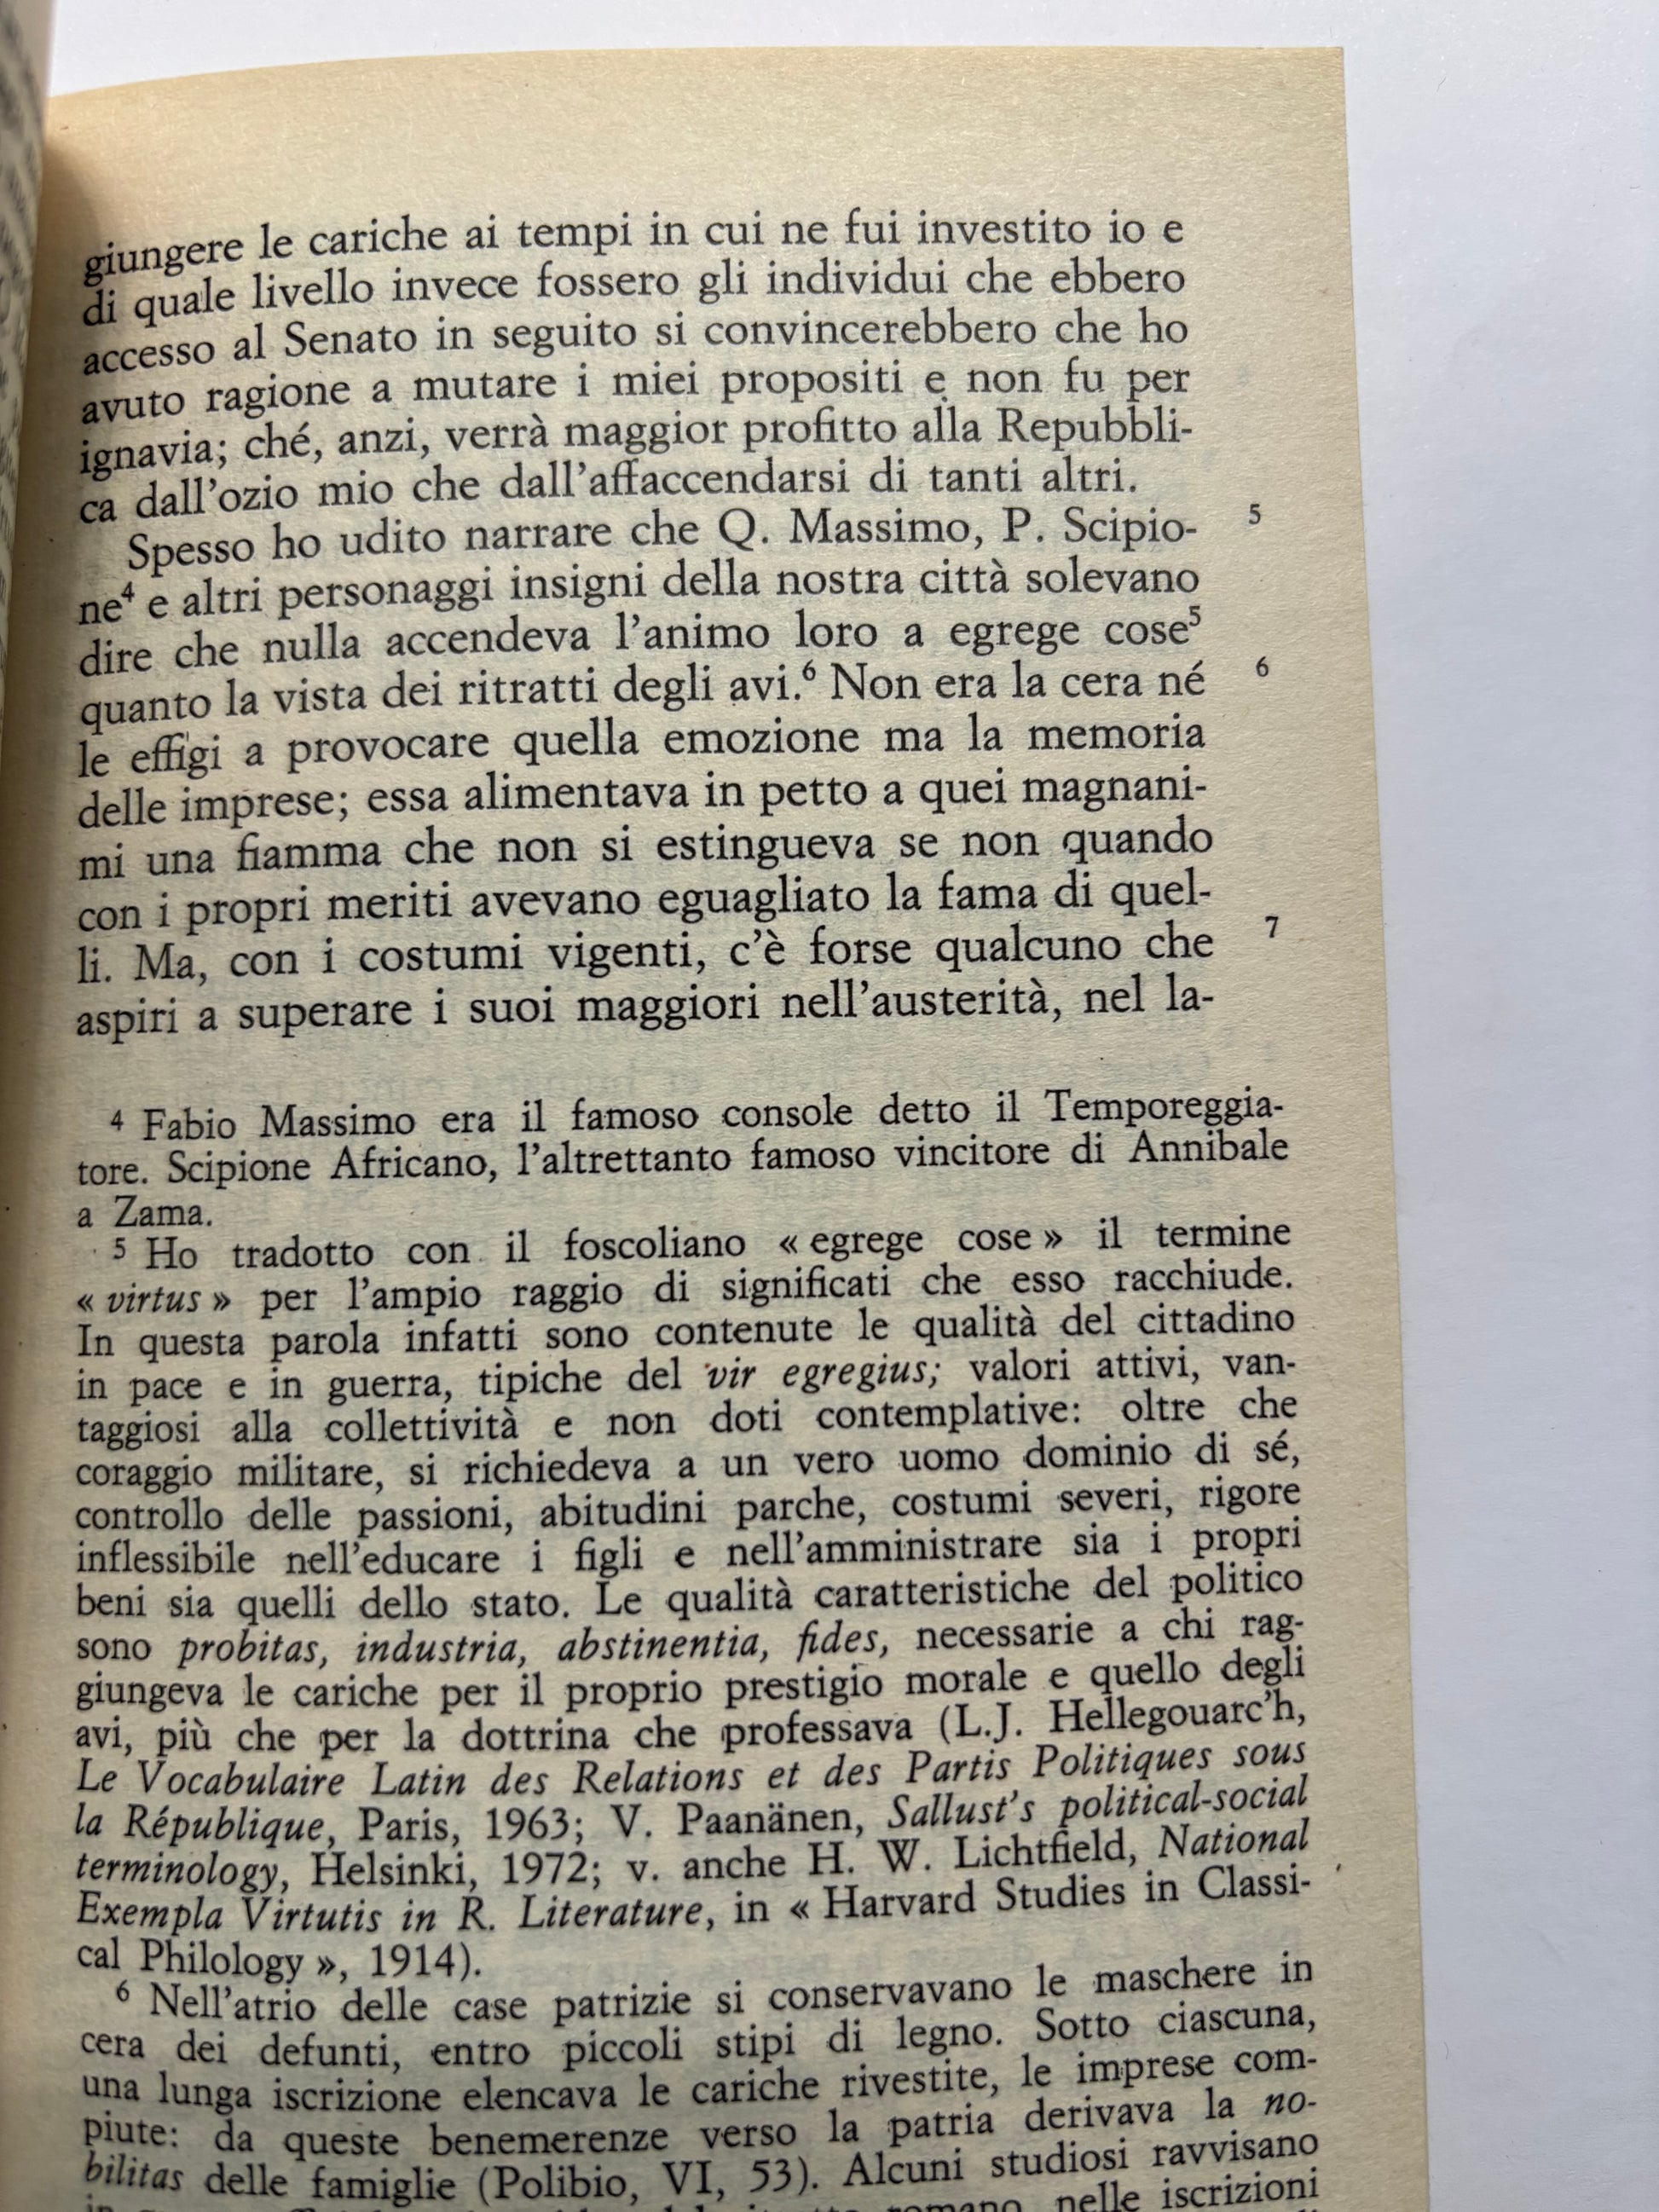 giungere le cariche ai tempi in cui ne fui investito io e
di quale livello invece fossero gli individui che ebbero
accesso al Senato in seguito si convincerebbero che ho
avuto ragione a mutare i miei propositi e non fu per
ignavia; ché, anzi, verrà maggior profitto alla Repubbli-
ca dall'ozio mio che dall'affaccendarsi di tanti altri.
Spesso ho udito narrare che Q. Massimo, P. Scipio- 5
ne⁴ e altri personaggi insigni della nostra città solevano
dire che nulla accendeva l'animo loro a egrege cose⁵
quanto la vista dei ritratti degli avi.⁶ Non era la cera né 6
le effigi a provocare quella emozione ma la memoria
delle imprese; essa alimentava in petto a quei magnani-
mi una fiamma che non si estingueva se non quando
con i propri meriti avevano eguagliato la fama di quel-
li. Ma, con i costumi vigenti, c'è forse qualcuno che 7
aspiri a superare i suoi maggiori nell'austerità, nel la-
4 Fabio Massimo era il famoso console detto il Temporeggia-
tore. Scipione Africano, l'altrettanto famoso vincitore di Annibale
a Zama.
5 Ho tradotto con il foscoliano « egrege cose » il termine
« virtus » per l'ampio raggio di significati che esso racchiude.
In questa parola infatti sono contenute le qualità del cittadino
in pace e in guerra, tipiche del vir egregius; valori attivi, van-
taggiosi alla collettività e non doti contemplative: oltre che
coraggio militare, si richiedeva a un vero uomo dominio di sé,
controllo delle passioni, abitudini parche, costumi severi, rigore
inflessibile nell'educare i figli e nell'amministrare sia i propri
beni sia quelli dello stato. Le qualità caratteristiche del politico
sono probitas, industria, abstinentia, fides, necessarie a chi rag-
giungeva le cariche per il proprio prestigio morale e quello degli
avi, più che per la dottrina che professava (L.J. Hellegouarc'h,
Le Vocabulaire Latin des Relations et des Partis Politiques sous
la République, Paris, 1963; V. Paanänen, Sallust's political-social
terminology, Helsinki, 1972; v. anche H. W. Lichtfield, National
Exempla Virtutis in R. Literature, in « Harvard Studies in Classi-
cal Philology », 1914).
6 Nell'atrio delle case patrizie si conservavano le maschere in
cera dei defunti, entro piccoli stipi di legno. Sotto ciascuna,
una lunga iscrizione elencava le cariche rivestite, le imprese com-
piute: da queste benemerenze verso la patria derivava la no-
bilitas delle famiglie (Polibio, VI, 53). Alcuni studiosi ravvisano
romano nelle iscrizioni